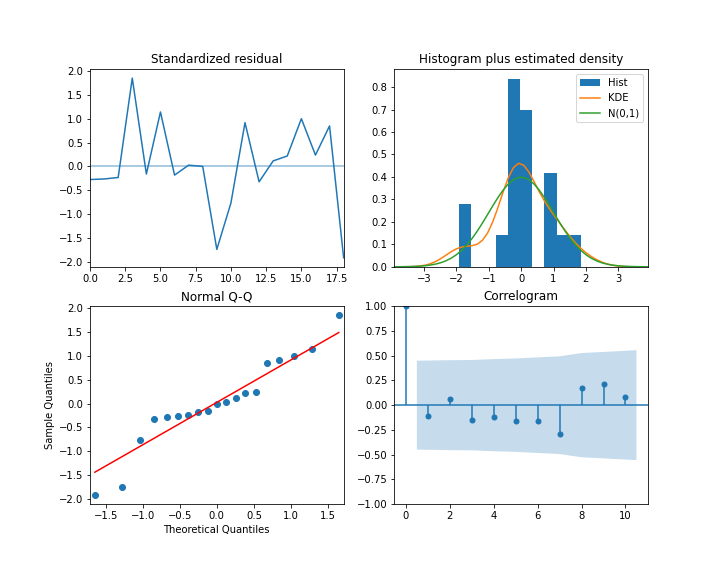 Standardized residual
2.0
1.5
1.0
0.5
0.0
−0.5
−1.0
−1.5
−2.0
0.0 2.5 5.0 7.5 10.0 12.5 15.0 17.5
Histogram plus estimated density
Hist
KDE
N(0,1)
0.8
0.7
0.6
0.5
0.4
0.3
0.2
0.1
0.0
−3 −2 −1 0 1 2 3
Normal Q-Q
Sample Quantiles
2.0
1.5
1.0
0.5
0.0
−0.5
−1.0
−1.5
−2.0
−1.5 −1.0 −0.5 0.0 0.5 1.0 1.5
Theoretical Quantiles
Correlogram
1.00
0.75
0.50
0.25
0.00
−0.25
−0.50
−0.75
−1.00
0 2 4 6 8 10